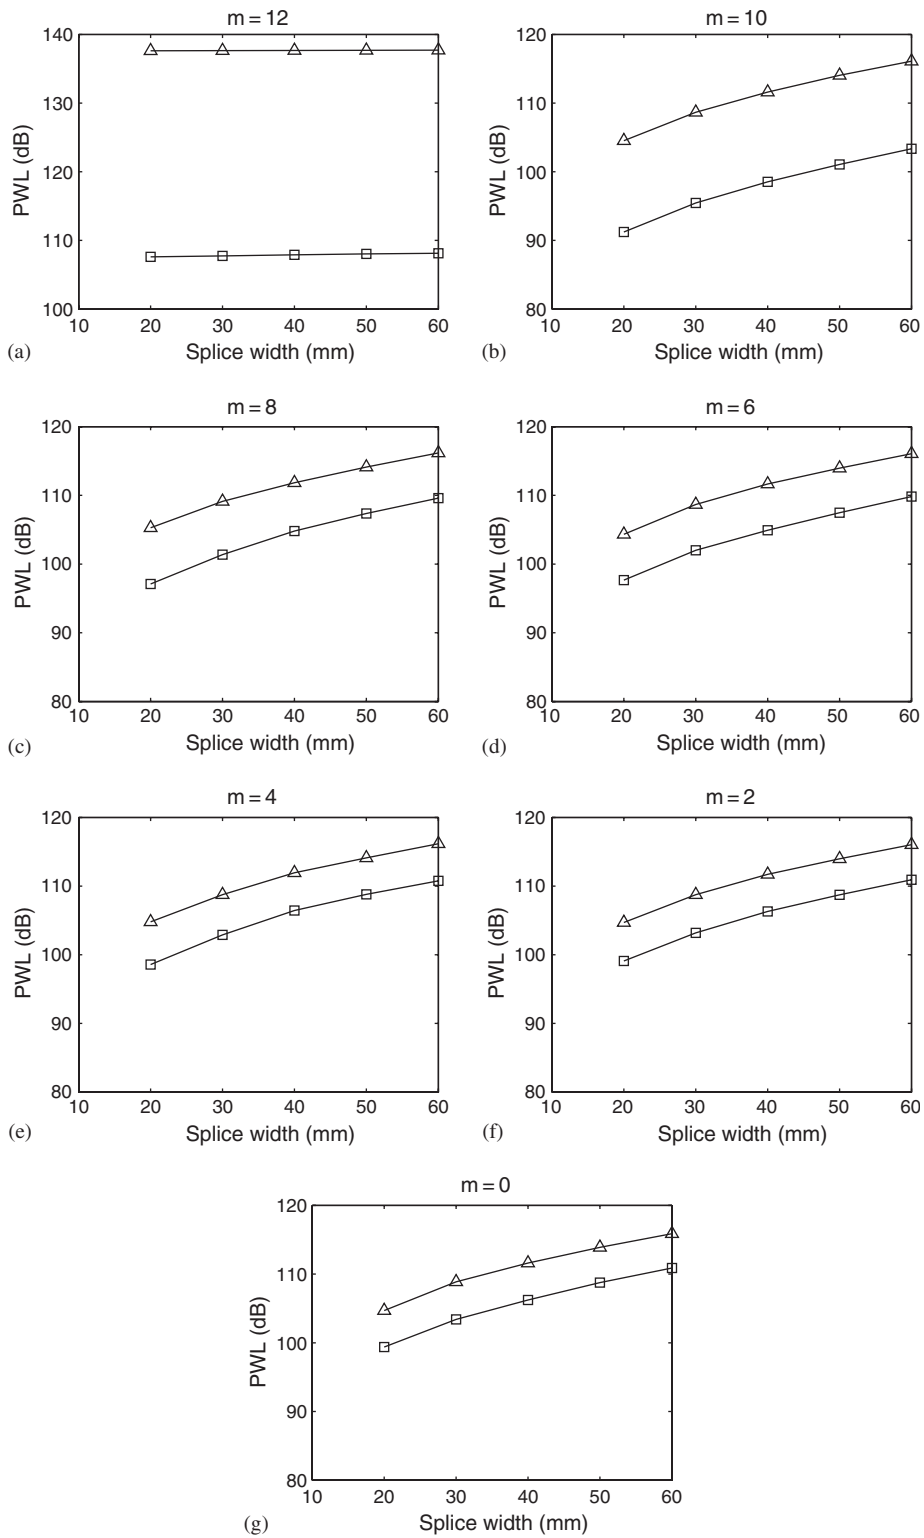 m = 12
140
130
120
110
100
PWL (dB)
10 20 30 40 50 60
Splice width (mm)
(a)
m = 10
120
110
100
90
80
PWL (dB)
10 20 30 40 50 60
Splice width (mm)
(b)
m = 8
120
110
100
90
80
PWL (dB)
10 20 30 40 50 60
Splice width (mm)
(c)
m = 6
120
110
100
90
80
PWL (dB)
10 20 30 40 50 60
Splice width (mm)
(d)
m = 4
120
110
100
90
80
PWL (dB)
10 20 30 40 50 60
Splice width (mm)
(e)
m = 2
120
110
100
90
80
PWL (dB)
10 20 30 40 50 60
Splice width (mm)
(f)
m = 0
120
110
100
90
80
PWL (dB)
10 20 30 40 50 60
Splice width (mm)
(g)